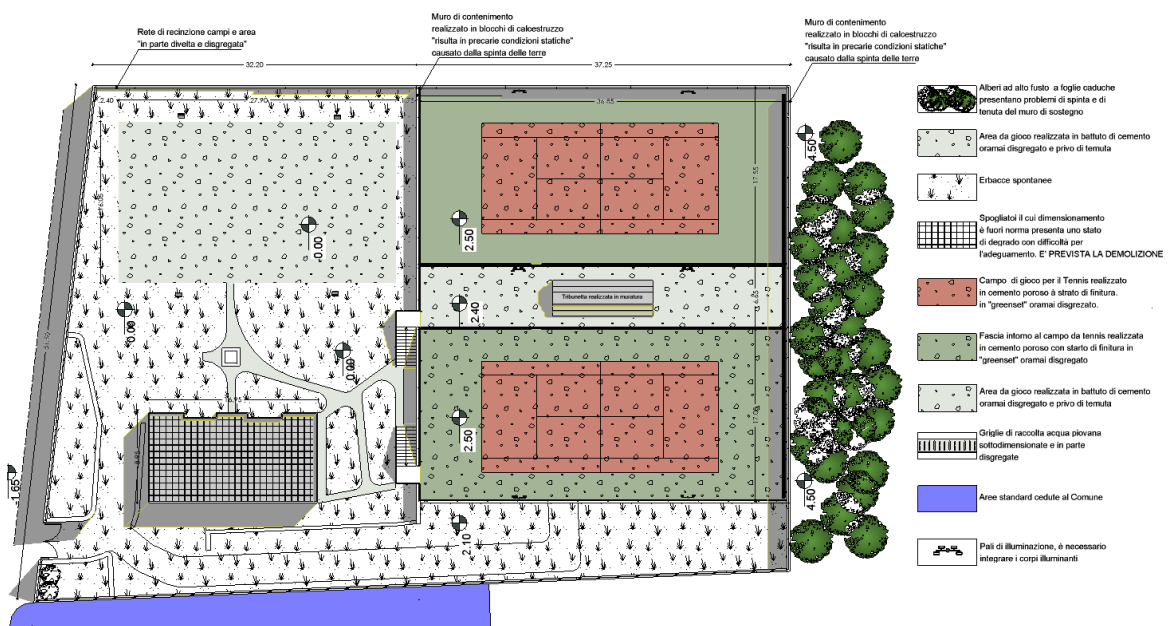 Rete di recinzione campi e area
"in parte divelta e disgregata"
Muro di contenimento
realizzato in blocchi di calcestruzzo
"risulta in precarie condizioni statiche"
causato dalla spinta delle terre
Muro di contenimento
realizzato in blocchi di calcestruzzo
"risulta in precarie condizioni statiche"
causato dalla spinta delle terre
32.20
37.25
2.40
27.90
36.85
4.50
17.55
2.50
-0.00
2.40
Tribunetta realizzata in muratura
0.00
0.00
2.50
-1.65
4.50
2.10
Alberi ad alto fusto a foglie caduche
presentano problemi di spinta e di
tenuta del muro di sostegno
Area da gioco realizzata in battuto di cemento
oramai disgregato e privo di temuta
Erbacce spontanee
Spogliatoi il cui dimensionamento
è fuori norma presenta uno stato
di degrado con difficoltà per
l'adeguamento. E' PREVISTA LA DEMOLIZIONE
Campo di gioco per il Tennis realizzato
in cemento poroso à strato di finitura.
in "greenset" oramai disgrezato.
Fascia intorno al campo da tennis realizzata
in cemento poroso con starto di finitura in
"greenset" oramai disgregato
Area da gioco realizzata in battuto di cemento
oramai disgregato e privo di temuta
Griglie di raccolta acqua piovana
sottodimensionate e in parte
disgregate
Aree standard cedute al Comune
Pali di illuminazione, è necessario
integrare i corpi illuminanti